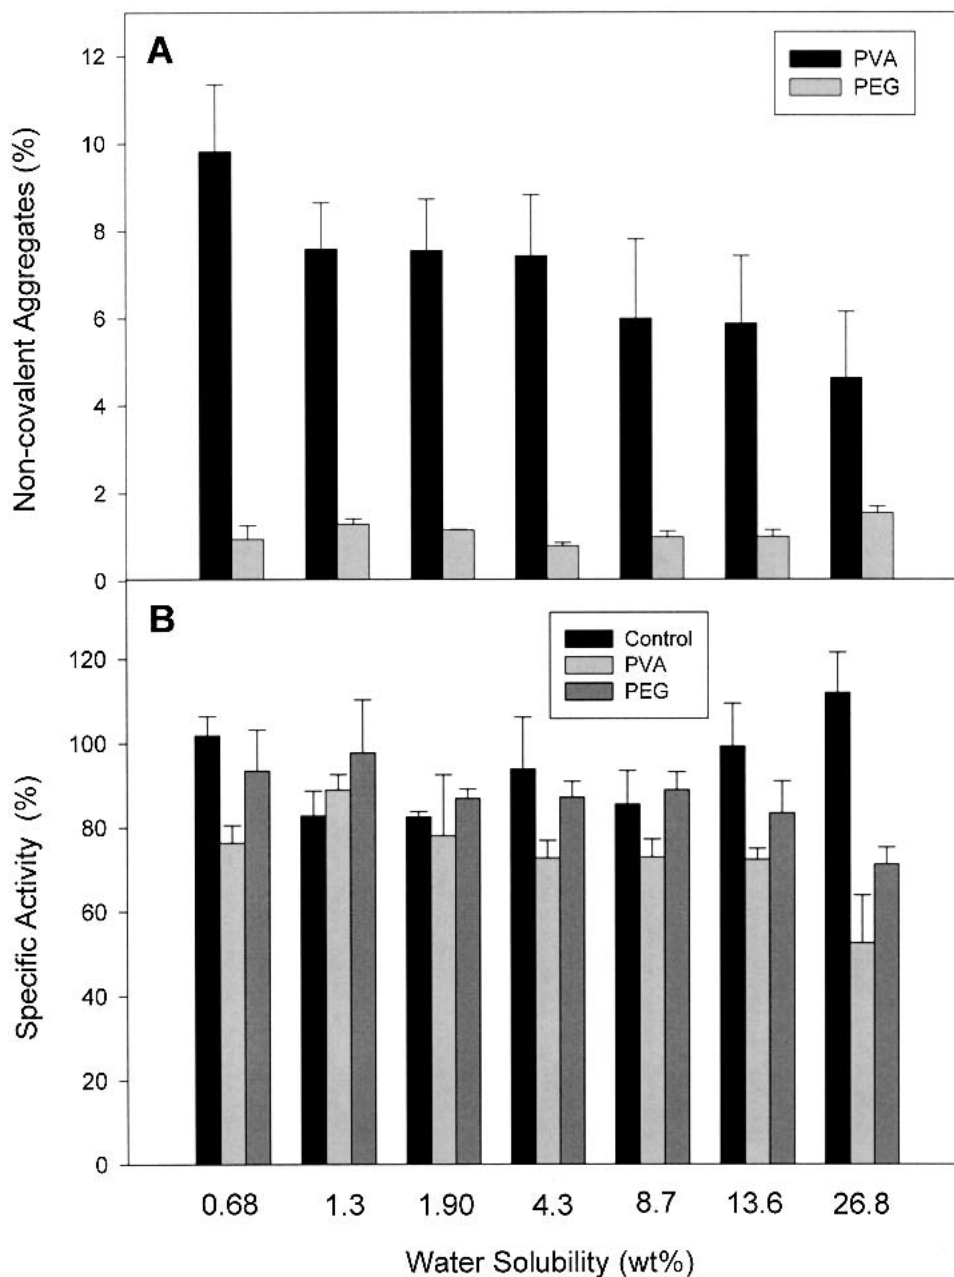 A
PVA
PEG
12
10
8
6
4
2
0
Non-covalent Aggregates (%)
B
Control
PVA
PEG
120
100
80
60
40
20
0
Specific Activity (%)
0.68 1.3 1.90 4.3 8.7 13.6 26.8
Water Solubility (wt%)